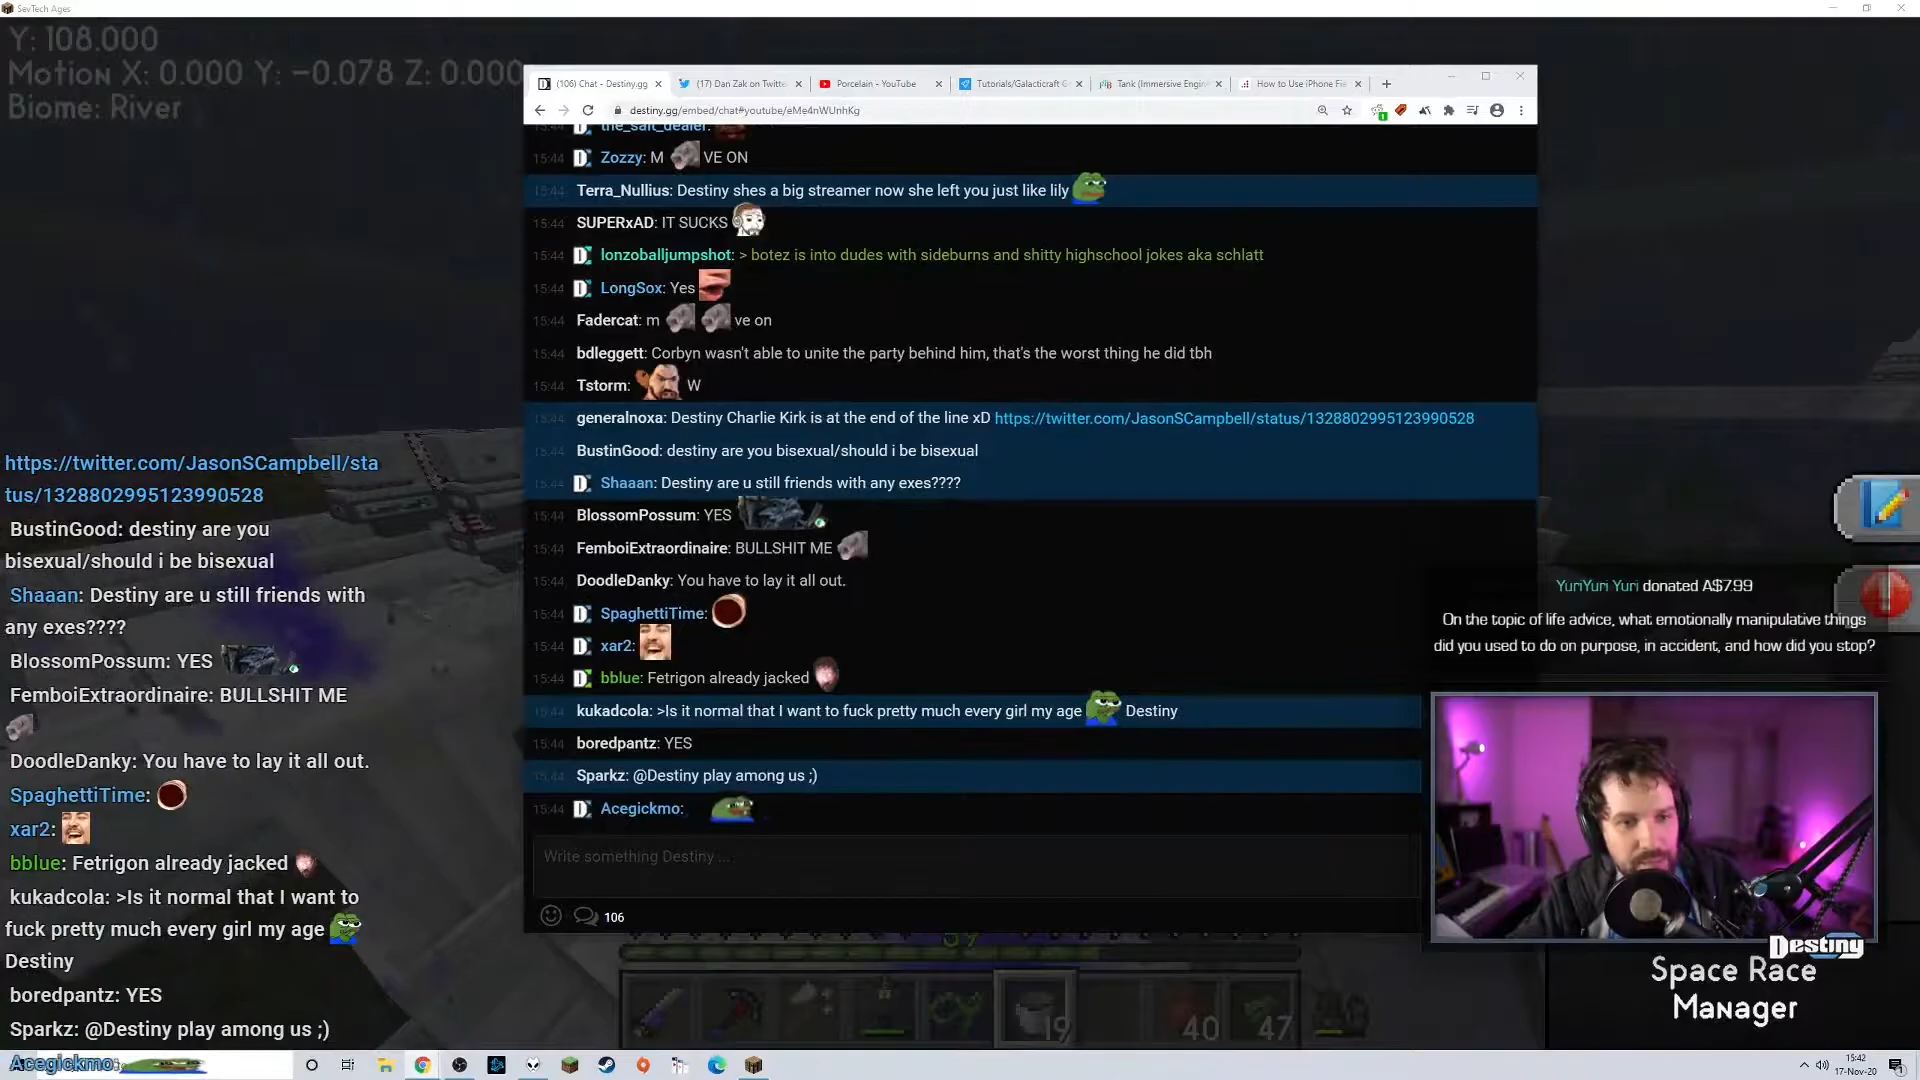 SevTech Ages
Y: 108.000
Motion X: 0.000 Y: -0.078 Z: 0.000
Biome: River
(106) Chat - Destiny.gg
(17) Dan Zak on Twitte
Porcelain - YouTube
Tutorials/Galacticraft G
Tank (Immersive Engin
How to Use iPhone Fi
destiny.gg/embed/chat#youtube/eMe4nWUnhKg
15:44 the_salt_dealer:
15:44 Zozzy: M VE ON
15:44 Terra_Nullius: Destiny shes a big streamer now she left you just like lily
15:44 SUPERxAD: IT SUCKS
15:44 lonzoballjumpshot: > botez is into dudes with sideburns and shitty highschool jokes aka schlatt
15:44 LongSox: Yes
15:44 Fadercat: m ve on
15:44 bdleggett: Corbyn wasn't able to unite the party behind him, that's the worst thing he did tbh
15:44 Tstorm: W
15:44 generalnoxa: Destiny Charlie Kirk is at the end of the line xD https://twitter.com/JasonSCampbell/status/1328802995123990528
15:44 BustinGood: destiny are you bisexual/should i be bisexual
15:44 Shaaan: Destiny are u still friends with any exes????
15:44 BlossomPossum: YES
15:44 FemboiExtraordinaire: BULLSHIT ME
15:44 DoodleDanky: You have to lay it all out.
15:44 SpaghettiTime:
15:44 xar2:
15:44 bblue: Fetrigon already jacked
15:44 kukadcola: >Is it normal that I want to fuck pretty much every girl my age Destiny
15:44 boredpantz: YES
15:44 Sparkz: @Destiny play among us ;)
15:44 Acegickmo:
Write something Destiny ...
106
https://twitter.com/JasonSCampbell/sta
tus/1328802995123990528
BustinGood: destiny are you
bisexual/should i be bisexual
Shaaan: Destiny are u still friends with
any exes????
BlossomPossum: YES
FemboiExtraordinaire: BULLSHIT ME
DoodleDanky: You have to lay it all out.
SpaghettiTime:
xar2:
bblue: Fetrigon already jacked
kukadcola: >Is it normal that I want to
fuck pretty much every girl my age
Destiny
boredpantz: YES
Sparkz: @Destiny play among us ;)
Acegickmo:
YuriYuri Yuri donated A$7.99
On the topic of life advice, what emotionally manipulative things
did you used to do on purpose, in accident, and how did you stop?
Destiny
Space Race
Manager
19
40
47
15:42
17-Nov-20